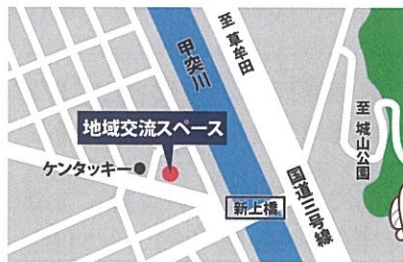 甲突川
至 草牟田
地域交流スペース
ケンタッキー
至 城山公園
新上橋
国道三号線